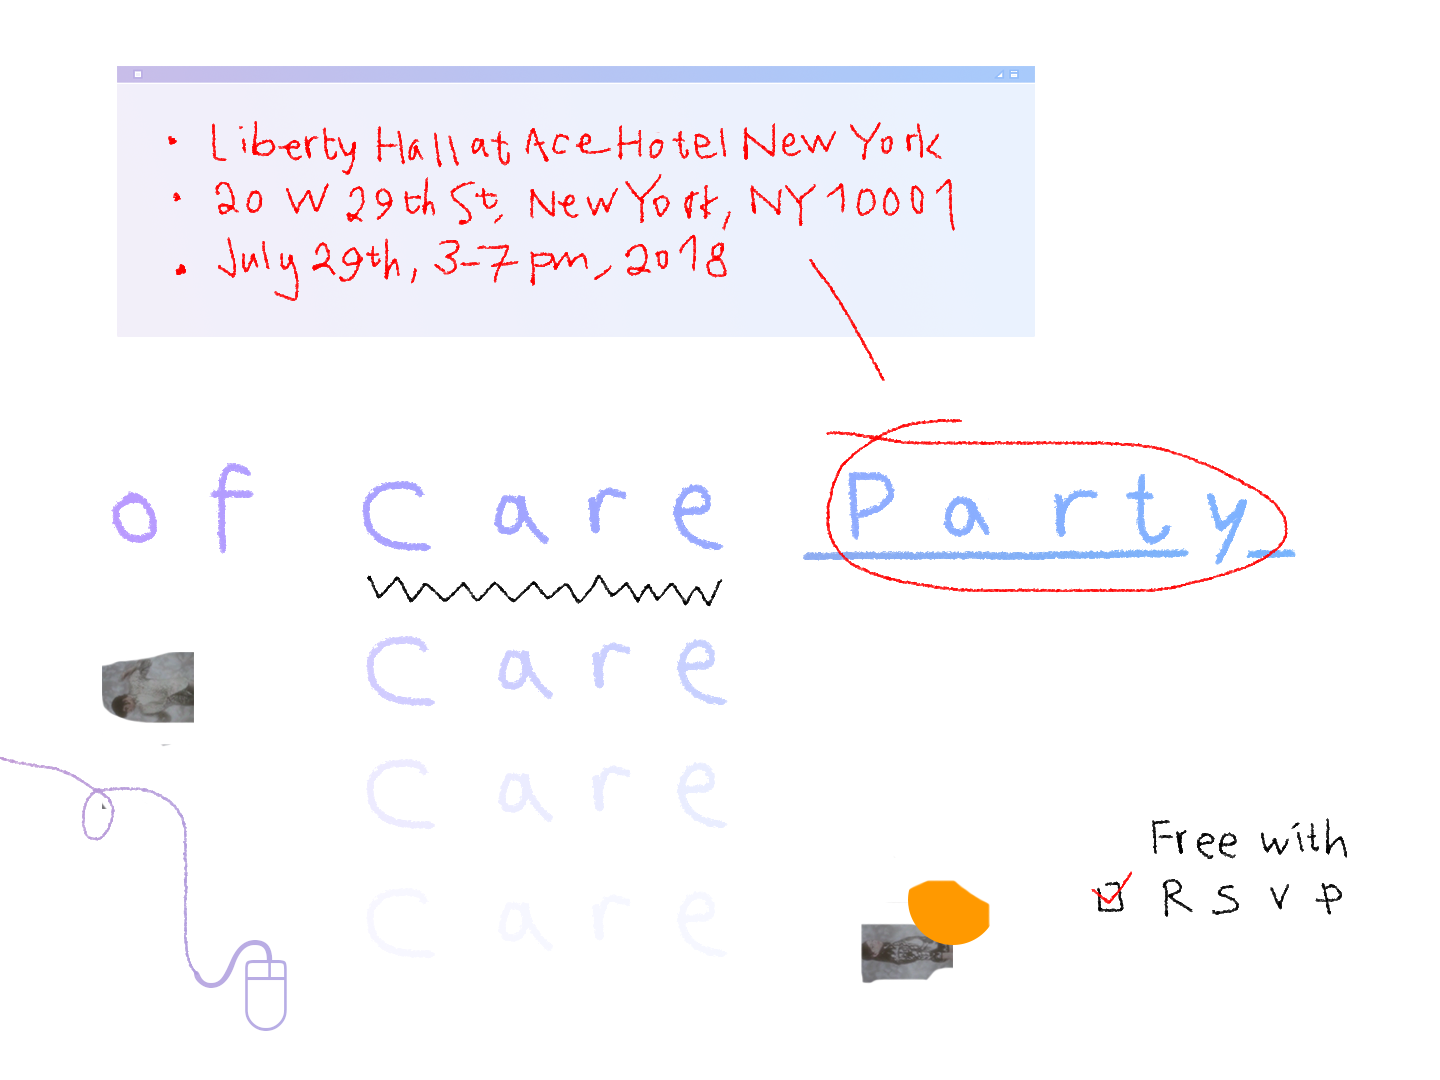 • Liberty Hall at Ace Hotel New York
• 20 W 29th St, New York, NY 10001
• July 29th, 3-7 pm, 2018
of Care Party
Care
Care
Care
Free with
RSVP